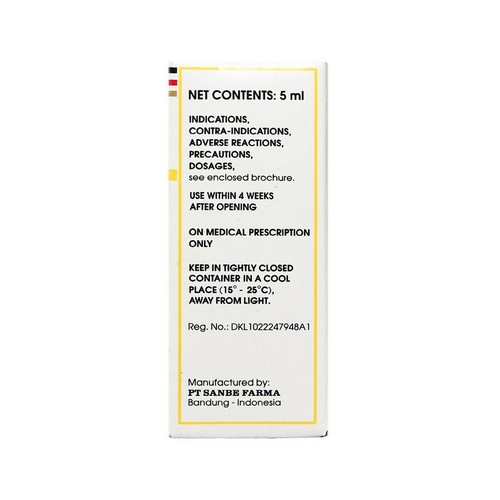 NET CONTENTS: 5 ml
INDICATIONS,
CONTRA-INDICATIONS,
ADVERSE REACTIONS,
PRECAUTIONS,
DOSAGES,
see enclosed brochure.
USE WITHIN 4 WEEKS
AFTER OPENING
ON MEDICAL PRESCRIPTION
ONLY
KEEP IN TIGHTLY CLOSED
CONTAINER IN A COOL
PLACE (15° - 25°C),
AWAY FROM LIGHT.
Reg. No.: DKL1022247948A1
Manufactured by:
PT SANBE FARMA
Bandung - Indonesia